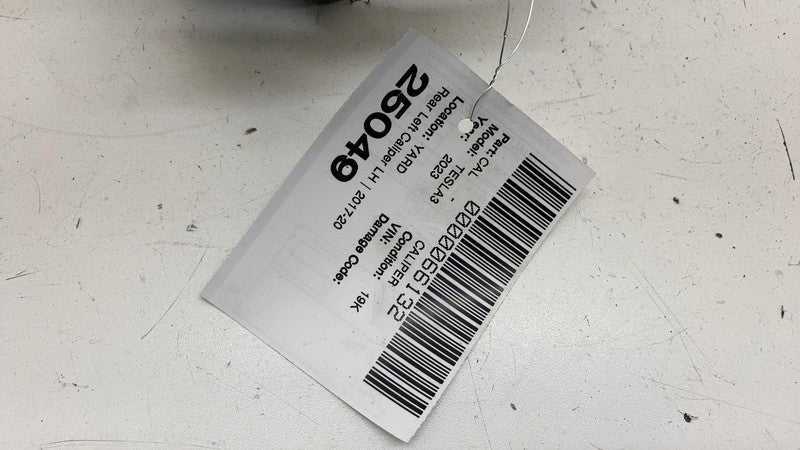 0000066132
Part: CAL CALIPER
Model: TESLA3 Condition: 19K
Year: 2023 VIN:
Location: YARD Damage Code:
Rear Left Caliper LH | 2017-20
25049